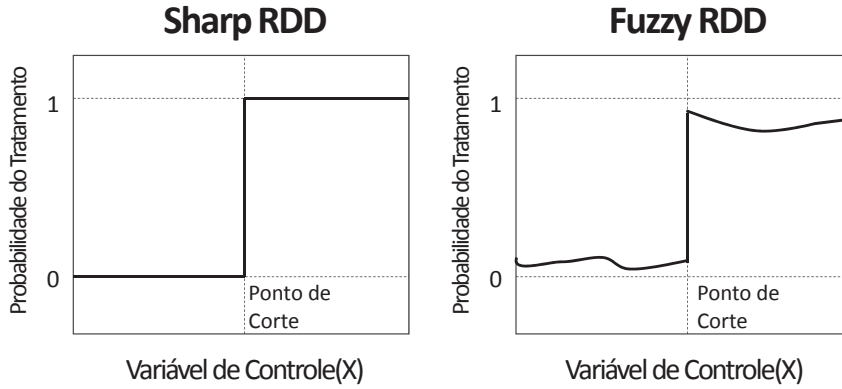 Sharp RDD
Probabilidade do Tratamento
1
0
Ponto de
Corte
Variável de Controle(X)
Fuzzy RDD
Probabilidade do Tratamento
1
0
Ponto de
Corte
Variável de Controle(X)